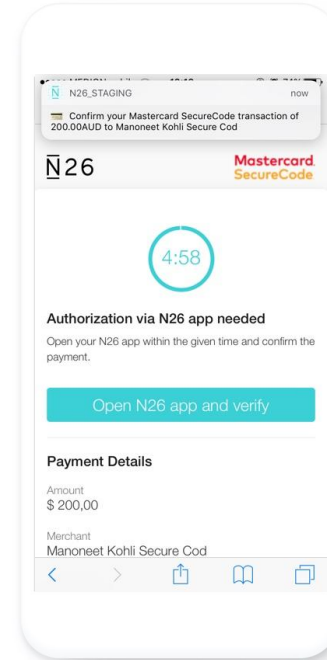 N26_STAGING now
Confirm your Mastercard SecureCode transaction of
200.00AUD to Manoneet Kohli Secure Cod
N26
Mastercard
SecureCode
4:58
Authorization via N26 app needed
Open your N26 app within the given time and confirm the
payment.
Open N26 app and verify
Payment Details
Amount
$ 200,00
Merchant
Manoneet Kohli Secure Cod